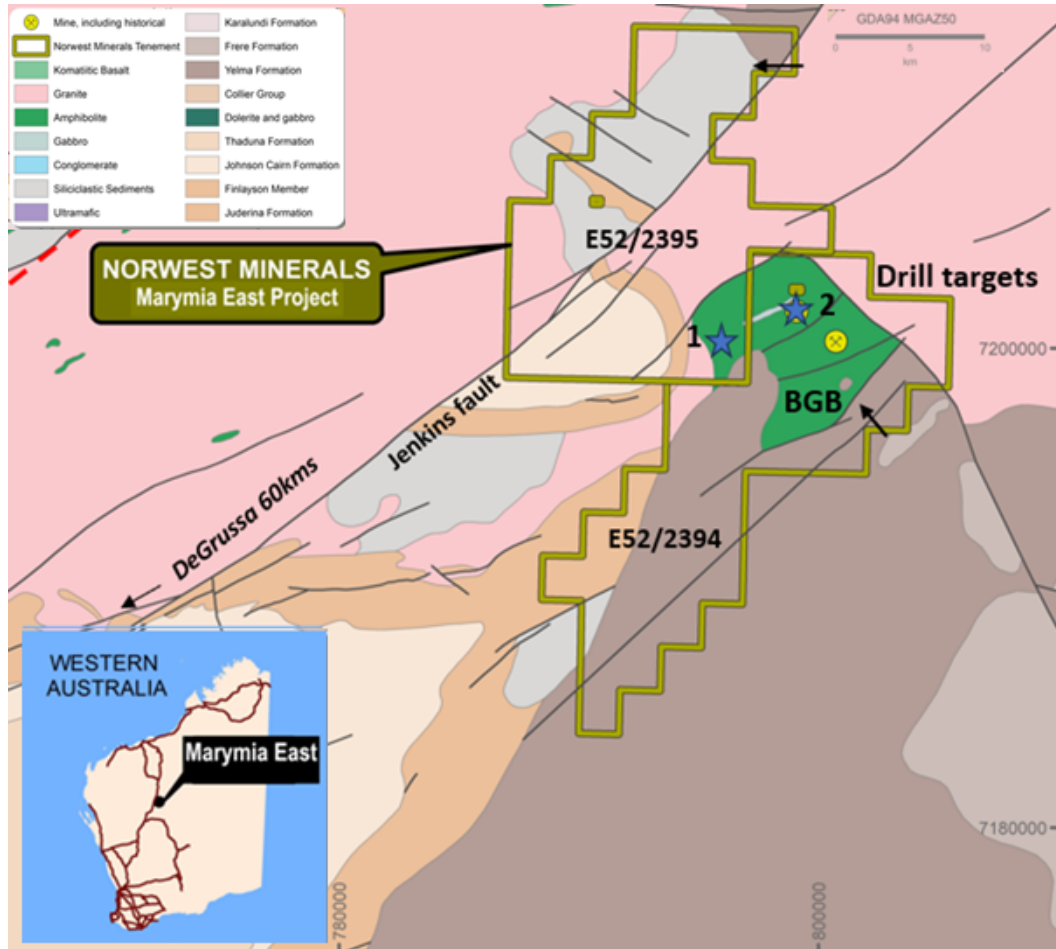 Mine, including historical
Norwest Minerals Tenement
Komatiitic Basalt
Granite
Amphibolite
Gabbro
Conglomerate
Siliciclastic Sediments
Ultramafic
Karalundi Formation
Frere Formation
Yelma Formation
Collier Group
Dolerite and gabbro
Thaduna Formation
Johnson Cairn Formation
Finlayson Member
Juderina Formation
GDA94 MGAZ50
0 10
km
E52/2395
NORWEST MINERALS
Marymia East Project
Drill targets
2
1
7200000
BGB
Jenkins fault
DeGrussa 60kms
E52/2394
WESTERN
AUSTRALIA
Marymia East
7180000
780000
800000